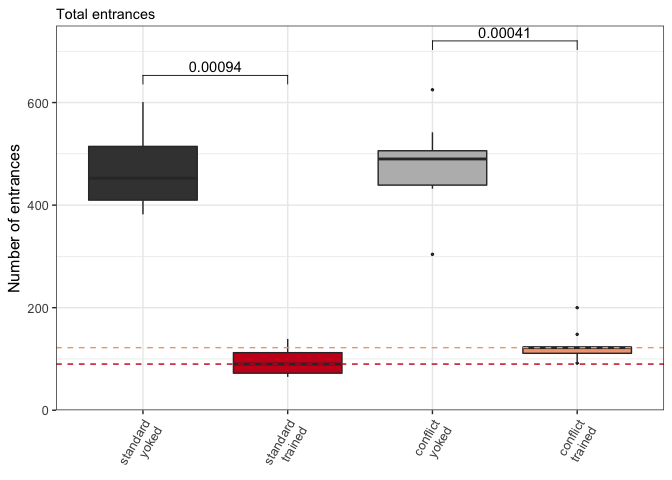 Total entrances
0.00041
0.00094
Number of entrances
600
400
200
0
standard
yoked
standard
trained
conflict
yoked
conflict
trained